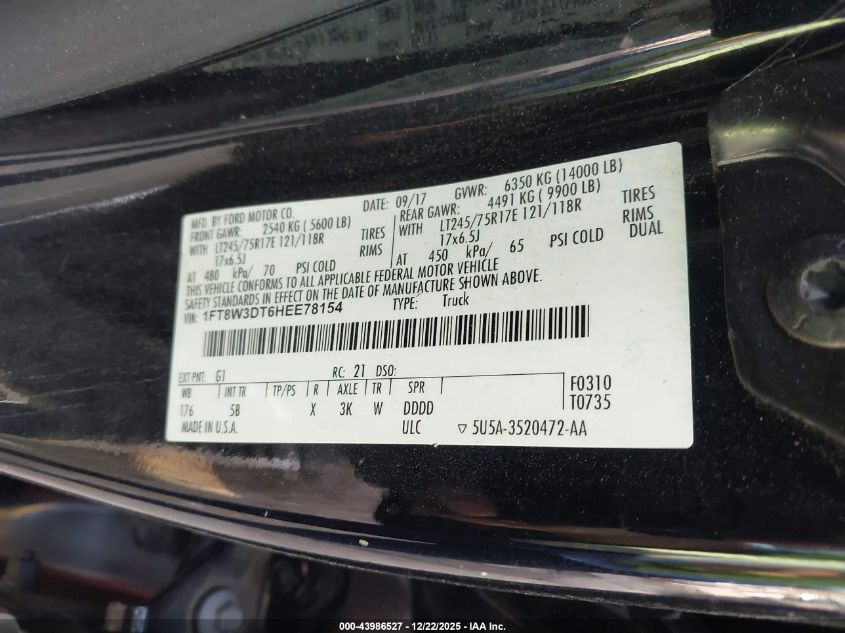 MFD. BY FORD MOTOR CO. DATE: 09/17 GVWR: 6350 KG (14000 LB)
FRONT GAWR: 2540 KG ( 5600 LB) REAR GAWR: 4491 KG ( 9900 LB)
WITH LT245/75R17E 121/118R TIRES WITH LT245/75R17E 121/118R TIRES
17x6.5J RIMS 17x6.5J RIMS
AT 480 kPa/ 70 PSI COLD AT 450 kPa/ 65 PSI COLD DUAL
THIS VEHICLE CONFORMS TO ALL APPLICABLE FEDERAL MOTOR VEHICLE
SAFETY STANDARDS IN EFFECT ON THE DATE OF MANUFACTURE SHOWN ABOVE.
VIN: 1FT8W3DT6HEE78154 TYPE: Truck
EXT PNT: G1 RC: 21 DSO:
WB INT TR TP/PS R AXLE TR SPR F0310
176 5B X 3K W DDDD T0735
MADE IN U.S.A. ULC ▽ 5U5A-3520472-AA
000-43986527 - 12/22/2025 - IAA Inc.